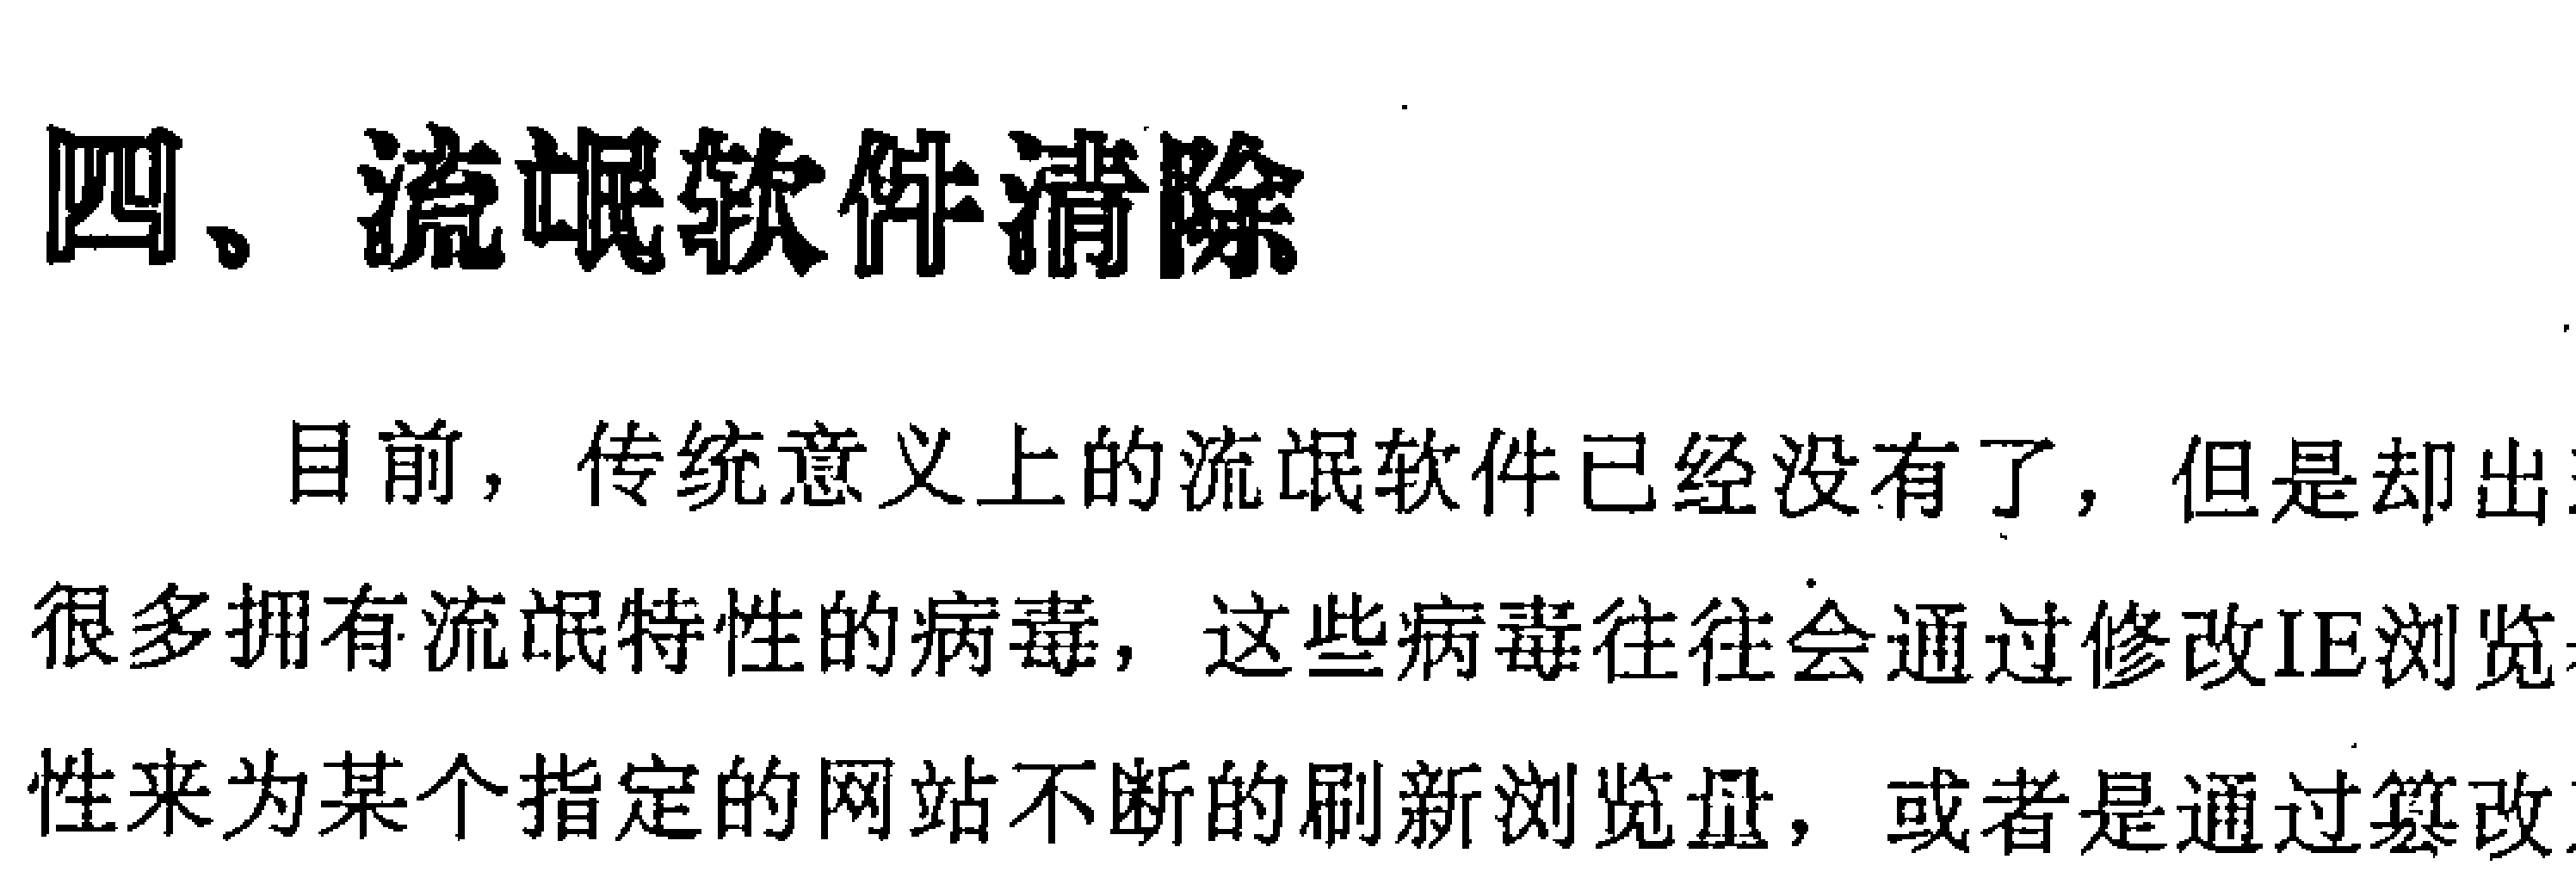 四、流氓软件清除
目前，传统意义上的流氓软件已经没有了，但是却出
很多拥有流氓特性的病毒，这些病毒往往会通过修改IE浏览
性来为某个指定的网站不断的刷新浏览量，或者是通过篡改